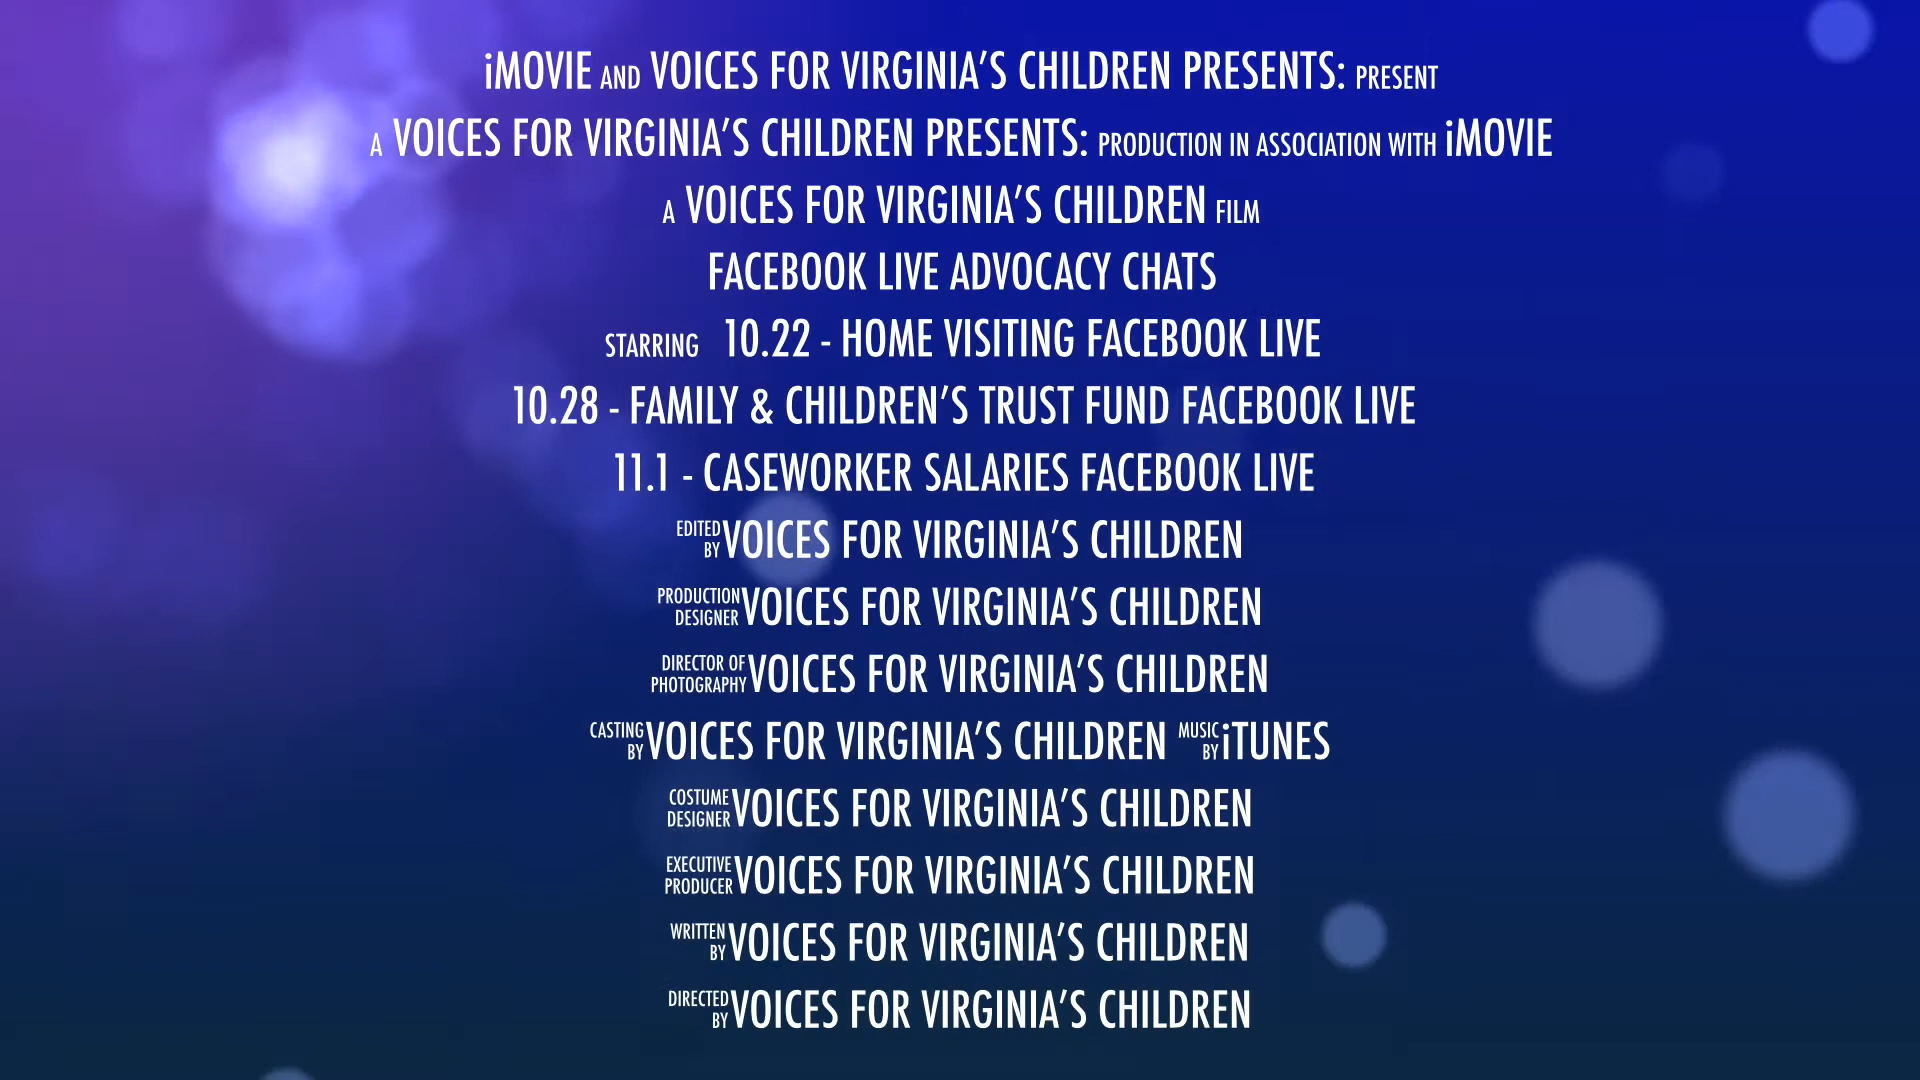 iMOVIE AND VOICES FOR VIRGINIA'S CHILDREN PRESENTS: PRESENT
A VOICES FOR VIRGINIA'S CHILDREN PRESENTS: PRODUCTION IN ASSOCIATION WITH iMOVIE
A VOICES FOR VIRGINIA'S CHILDREN FILM
FACEBOOK LIVE ADVOCACY CHATS
STARRING 10.22 - HOME VISITING FACEBOOK LIVE
10.28 - FAMILY & CHILDREN'S TRUST FUND FACEBOOK LIVE
11.1 - CASEWORKER SALARIES FACEBOOK LIVE
EDITED BY VOICES FOR VIRGINIA'S CHILDREN
PRODUCTION DESIGNER VOICES FOR VIRGINIA'S CHILDREN
DIRECTOR OF PHOTOGRAPHY VOICES FOR VIRGINIA'S CHILDREN
CASTING BY VOICES FOR VIRGINIA'S CHILDREN MUSIC BY iTUNES
COSTUME DESIGNER VOICES FOR VIRGINIA'S CHILDREN
EXECUTIVE PRODUCER VOICES FOR VIRGINIA'S CHILDREN
WRITTEN BY VOICES FOR VIRGINIA'S CHILDREN
DIRECTED BY VOICES FOR VIRGINIA'S CHILDREN